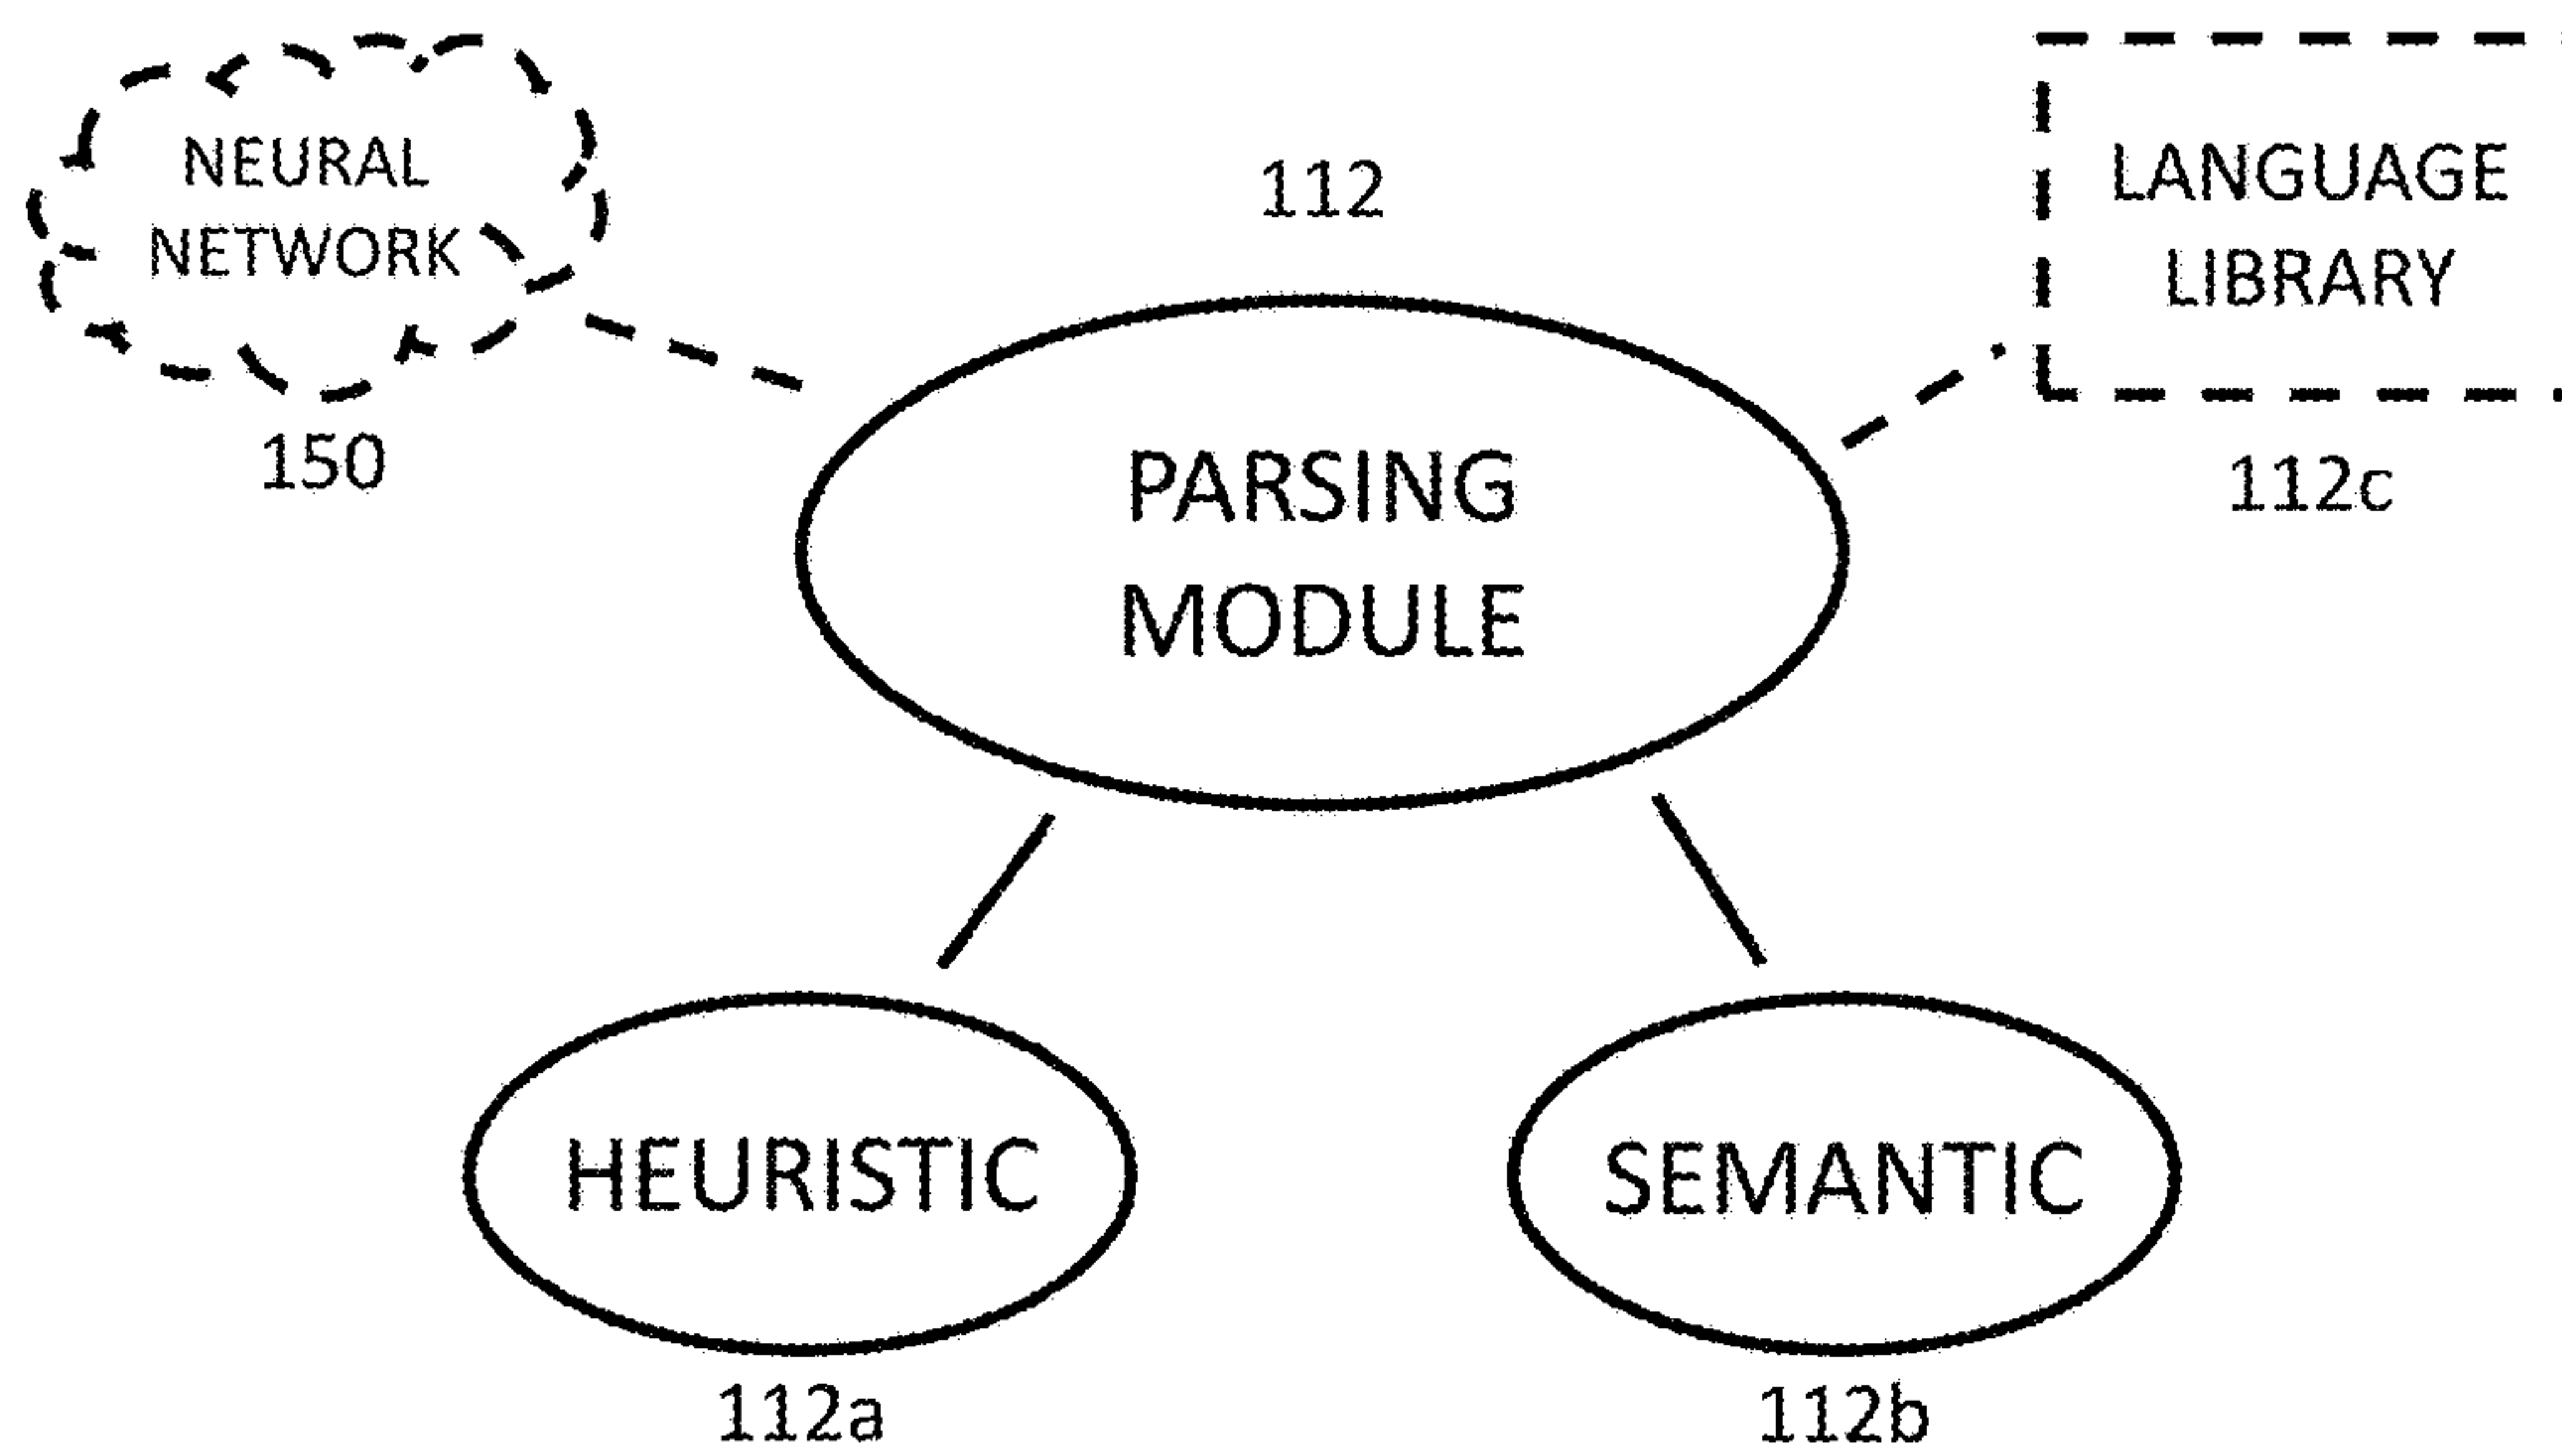 NEURAL
NETWORK
150
112
LANGUAGE
LIBRARY
112c
PARSING
MODULE
HEURISTIC
112a
SEMANTIC
112b